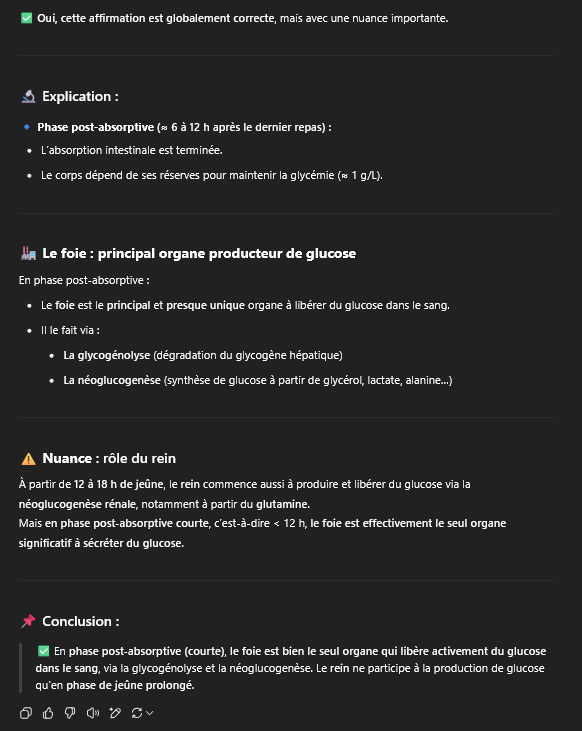 ✅ Oui, cette affirmation est globalement correcte, mais avec une nuance importante.
🔬 Explication :
🔹 Phase post-absorptive (≈ 6 à 12 h après le dernier repas) :
• L'absorption intestinale est terminée.
• Le corps dépend de ses réserves pour maintenir la glycémie (≈ 1 g/L).
🏭 Le foie : principal organe producteur de glucose
En phase post-absorptive :
• Le foie est le principal et presque unique organe à libérer du glucose dans le sang.
• Il le fait via :
• La glycogénolyse (dégradation du glycogène hépatique)
• La néoglucogenèse (synthèse de glucose à partir de glycérol, lactate, alanine...)
⚠️ Nuance : rôle du rein
À partir de 12 à 18 h de jeûne, le rein commence aussi à produire et libérer du glucose via la
néoglucogenèse rénale, notamment à partir du glutamine.
Mais en phase post-absorptive courte, c'est-à-dire < 12 h, le foie est effectivement le seul organe
significatif à sécréter du glucose.
📌 Conclusion :
✅ En phase post-absorptive (courte), le foie est bien le seul organe qui libère activement du glucose
dans le sang, via la glycogénolyse et la néoglucogenèse. Le rein ne participe à la production de glucose
qu'en phase de jeûne prolongé.